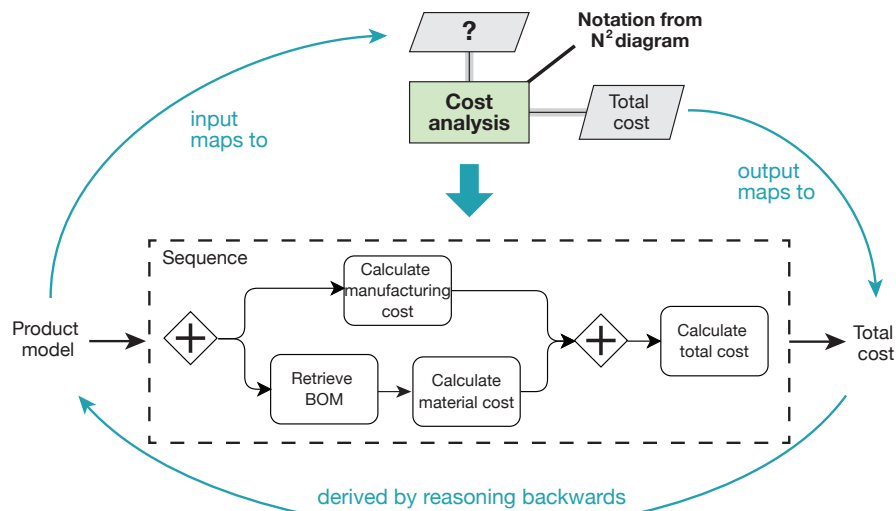 ?
Notation from
N² diagram
Cost
analysis
Total
cost
input
maps to
output
maps to
Sequence
Calculate
manufacturing
cost
Product
model
Retrieve
BOM
Calculate
material cost
Calculate
total cost
Total
cost
derived by reasoning backwards